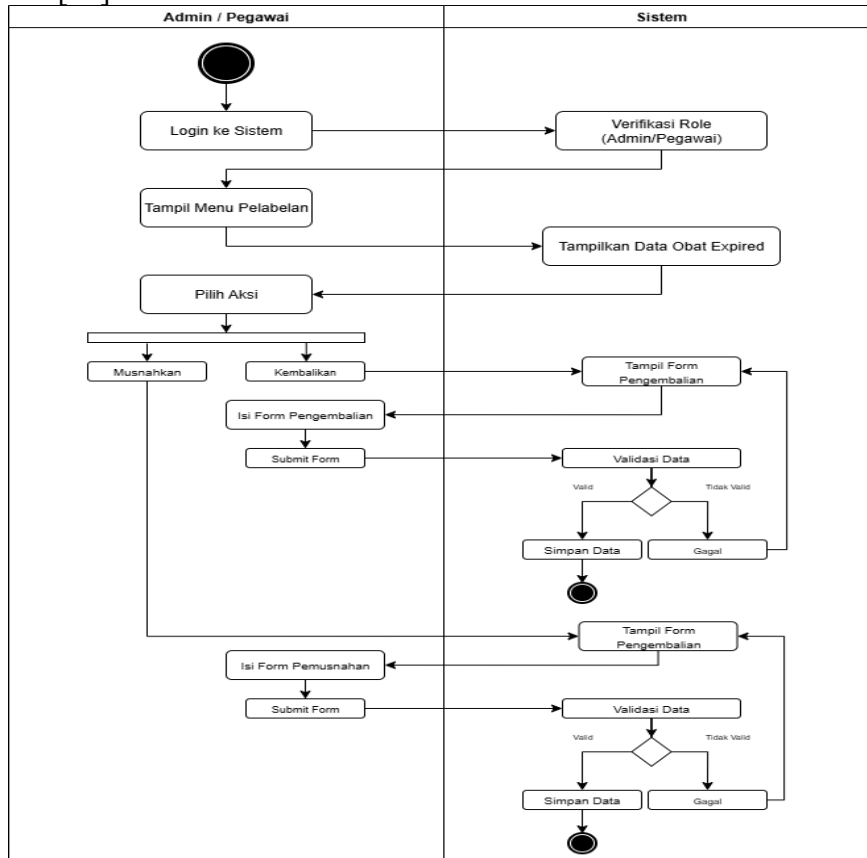 Admin / Pegawai
Sistem
Login ke Sistem
Verifikasi Role
(Admin/Pegawai)
Tampil Menu Pelabelan
Tampilkan Data Obat Expired
Pilih Aksi
Musnahkan
Kembalikan
Tampil Form
Pengembalian
Isi Form Pengembalian
Submit Form
Validasi Data
Valid
Tidak Valid
Simpan Data
Gagal
Tampil Form
Pengembalian
Isi Form Pemusnahan
Submit Form
Validasi Data
Valid
Tidak Valid
Simpan Data
Gagal